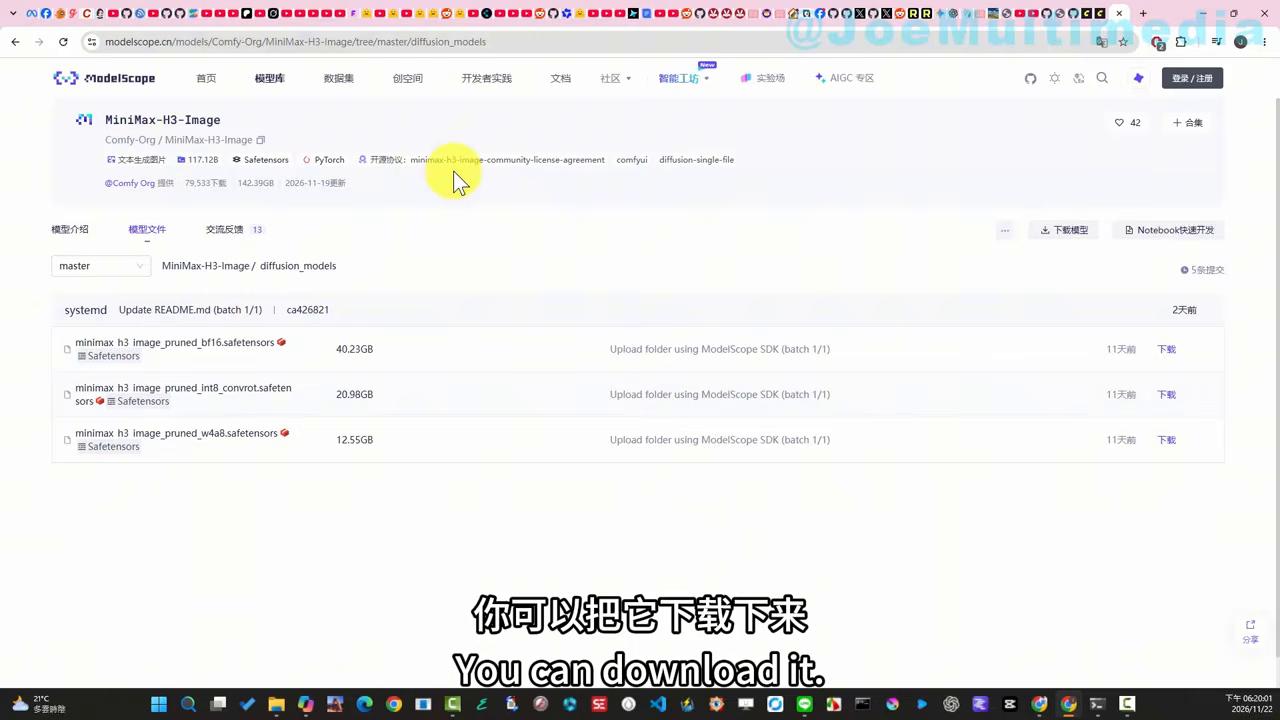 modelscope.cn/models/Comfy-Org/MiniMax-H3-Image/tree/master/diffusion_models
@JoeMultimedia
ModelScope 首页 模型库 数据集 创空间 开发者实践 文档 社区 智能工坊 New 实验场 AIGC 专区 登录 / 注册
MiniMax-H3-Image 42 合集
Comfy-Org / MiniMax-H3-Image
文本生成图片 117.12B Safetensors PyTorch 开源协议: minimax-h3-image-community-license-agreement comfyui diffusion-single-file
@Comfy Org 提供 79,533下载 142.39GB 2026-11-19更新
模型介绍 模型文件 交流反馈 13 ... 下载模型 Notebook快速开发
master MiniMax-H3-Image / diffusion_models 5条提交
systemd Update README.md (batch 1/1) | ca426821 2天前
minimax_h3_image_pruned_bf16.safetensors 40.23GB Upload folder using ModelScope SDK (batch 1/1) 11天前 下载
Safetensors
minimax_h3_image_pruned_int8_convrot.safeten
sors Safetensors 20.98GB Upload folder using ModelScope SDK (batch 1/1) 11天前 下载
minimax_h3_image_pruned_w4a8.safetensors 12.55GB Upload folder using ModelScope SDK (batch 1/1) 11天前 下载
Safetensors
你可以把它下载下来
You can download it.
分享
21°C 下午 06:20:01
多雲時陰 2026/11/22